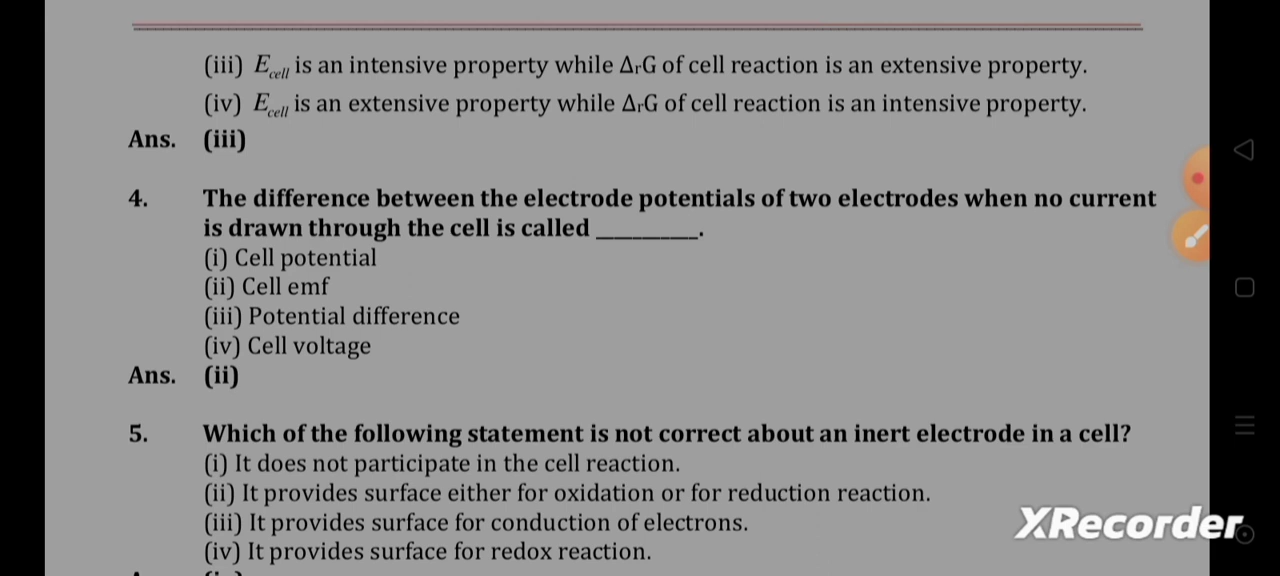 (iii) Ecell is an intensive property while ΔrG of cell reaction is an extensive property.
(iv) Ecell is an extensive property while ΔrG of cell reaction is an intensive property.
Ans. (iii)
4. The difference between the electrode potentials of two electrodes when no current
is drawn through the cell is called _________.
(i) Cell potential
(ii) Cell emf
(iii) Potential difference
(iv) Cell voltage
Ans. (ii)
5. Which of the following statement is not correct about an inert electrode in a cell?
(i) It does not participate in the cell reaction.
(ii) It provides surface either for oxidation or for reduction reaction.
(iii) It provides surface for conduction of electrons.
(iv) It provides surface for redox reaction.
XRecorder